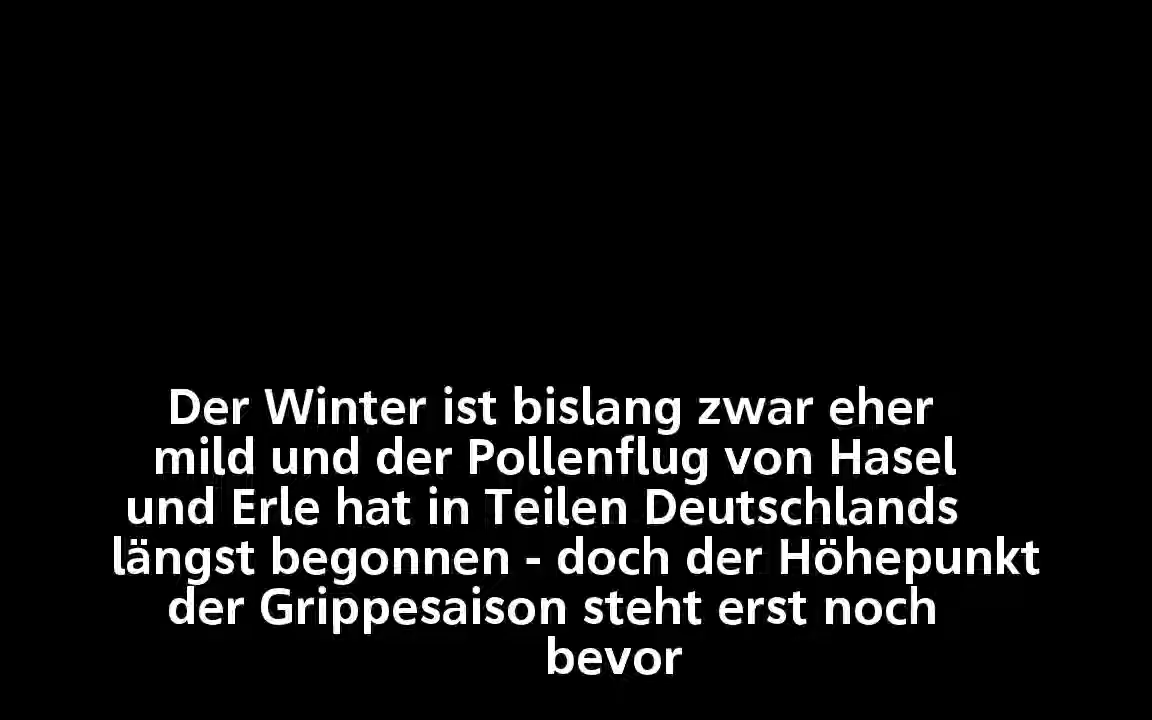 Der Winter ist bislang zwar eher
mild und der Pollenflug von Hasel
und Erle hat in Teilen Deutschlands
längst begonnen - doch der Höhepunkt
der Grippesaison steht erst noch
bevor